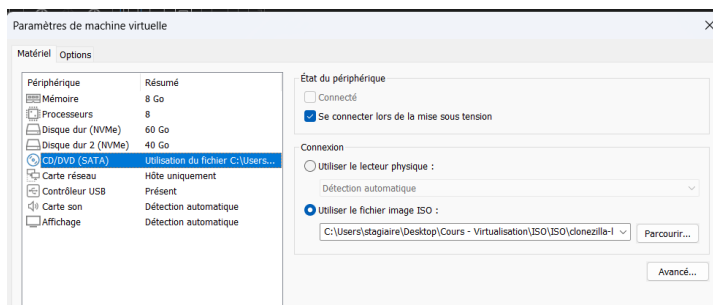 Paramètres de machine virtuelle
Matériel Options
Périphérique Résumé
Mémoire 8 Go
Processeurs 8
Disque dur (NVMe) 60 Go
Disque dur 2 (NVMe) 40 Go
CD/DVD (SATA) Utilisation du fichier C:\Users...
Carte réseau Hôte uniquement
Contrôleur USB Présent
Carte son Détection automatique
Affichage Détection automatique
État du périphérique
Connecté
Se connecter lors de la mise sous tension
Connexion
Utiliser le lecteur physique :
Détection automatique
Utiliser le fichier image ISO :
C:\Users\stagiaire\Desktop\Cours - Virtualisation\ISO\ISO\clonezilla-l Parcourir...
Avancé...